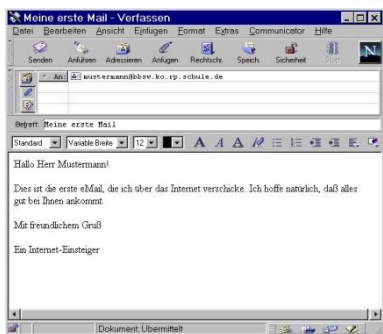 Meine erste Mail - Verfassen
Datei Bearbeiten Ansicht Einfügen Format Extras Communicator Hilfe
Senden Anführen Adressieren Anfügen Rechtschr. Speich. Sicherheit Stop
N
An: mustermann@bbsw.ko.rp.schule.de
Betreff: Meine erste Mail
Standard Variable Breite 12 A A A
Hallo Herr Mustermann!
Dies ist die erste eMail, die ich über das Internet verschicke. Ich hoffe natürlich, daß alles
gut bei Ihnen ankommt.
Mit freundlichem Gruß
Ein Internet-Einsteiger
Dokument: Übermittelt